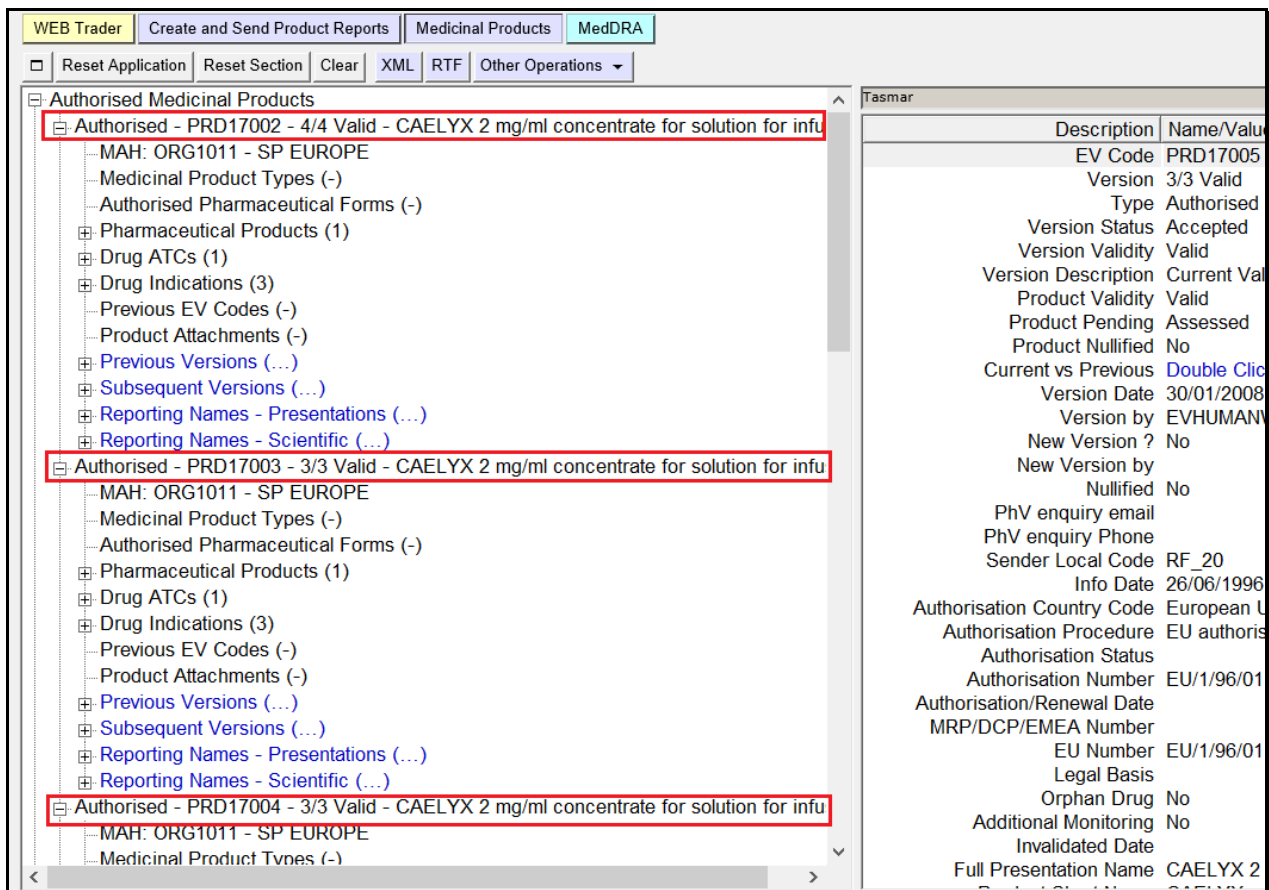 WEB Trader Create and Send Product Reports Medicinal Products MedDRA
Reset Application Reset Section Clear XML RTF Other Operations
Authorised Medicinal Products
Authorised - PRD17002 - 4/4 Valid - CAELYX 2 mg/ml concentrate for solution for infu
MAH: ORG1011 - SP EUROPE
Medicinal Product Types (-)
Authorised Pharmaceutical Forms (-)
Pharmaceutical Products (1)
Drug ATCs (1)
Drug Indications (3)
Previous EV Codes (-)
Product Attachments (-)
Previous Versions (...)
Subsequent Versions (...)
Reporting Names - Presentations (...)
Reporting Names - Scientific (...)
Authorised - PRD17003 - 3/3 Valid - CAELYX 2 mg/ml concentrate for solution for infu
MAH: ORG1011 - SP EUROPE
Medicinal Product Types (-)
Authorised Pharmaceutical Forms (-)
Pharmaceutical Products (1)
Drug ATCs (1)
Drug Indications (3)
Previous EV Codes (-)
Product Attachments (-)
Previous Versions (...)
Subsequent Versions (...)
Reporting Names - Presentations (...)
Reporting Names - Scientific (...)
Authorised - PRD17004 - 3/3 Valid - CAELYX 2 mg/ml concentrate for solution for infu
MAH: ORG1011 - SP EUROPE
Medicinal Product Types (-)
Tasmar
Description Name/Valu
EV Code PRD17005
Version 3/3 Valid
Type Authorised
Version Status Accepted
Version Validity Valid
Version Description Current Val
Product Validity Valid
Product Pending Assessed
Product Nullified No
Current vs Previous Double Clic
Version Date 30/01/2008
Version by EVHUMANW
New Version ? No
New Version by
Nullified No
PhV enquiry email
PhV enquiry Phone
Sender Local Code RF_20
Info Date 26/06/1996
Authorisation Country Code European U
Authorisation Procedure EU authoris
Authorisation Status
Authorisation Number EU/1/96/01
Authorisation/Renewal Date
MRP/DCP/EMEA Number
EU Number EU/1/96/01
Legal Basis
Orphan Drug No
Additional Monitoring No
Invalidated Date
Full Presentation Name CAELYX 2